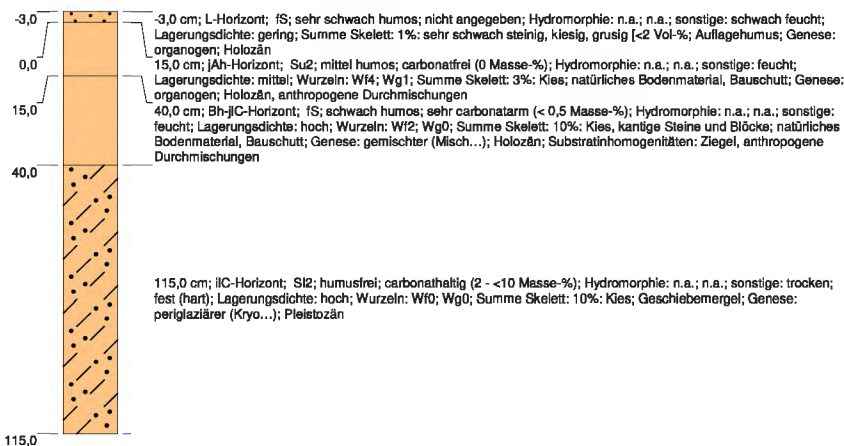 -3,0
-3,0 cm; L-Horizont;  fS; sehr schwach humos; nicht angegeben; Hydromorphie: n.a.; n.a.; sonstige: schwach feucht;
Lagerungsdichte: gering; Summe Skelett: 1%: sehr schwach steinig, kiesig, grusig [<2 Vol-%; Auflagehumus; Genese:
organogen; Holozän
0,0
15,0 cm; jAh-Horizont;  Su2; mittel humos; carbonatfrei (0 Masse-%); Hydromorphie: n.a.; n.a.; sonstige: feucht;
Lagerungsdichte: mittel; Wurzeln: Wf4; Wg1; Summe Skelett: 3%: Kies; natürliches Bodenmaterial, Bauschutt; Genese:
organogen; Holozän, anthropogene Durchmischungen
15,0
40,0 cm; Bh-jlC-Horizont;  fS; schwach humos; sehr carbonatarm (< 0,5 Masse-%); Hydromorphie: n.a.; n.a.; sonstige:
feucht; Lagerungsdichte: hoch; Wurzeln: Wf2; Wg0; Summe Skelett: 10%: Kies, kantige Steine und Blöcke; natürliches
Bodenmaterial, Bauschutt; Genese: gemischter (Misch...); Holozän; Substratinhomogenitäten: Ziegel, anthropogene
Durchmischungen
40,0
115,0 cm; ilC-Horizont;  Sl2; humusfrei; carbonathaltig (2 - <10 Masse-%); Hydromorphie: n.a.; n.a.; sonstige: trocken;
fest (hart); Lagerungsdichte: hoch; Wurzeln: Wf0; Wg0; Summe Skelett: 10%: Kies; Geschiebemergel; Genese:
periglaziärer (Kryo...); Pleistozän
115,0